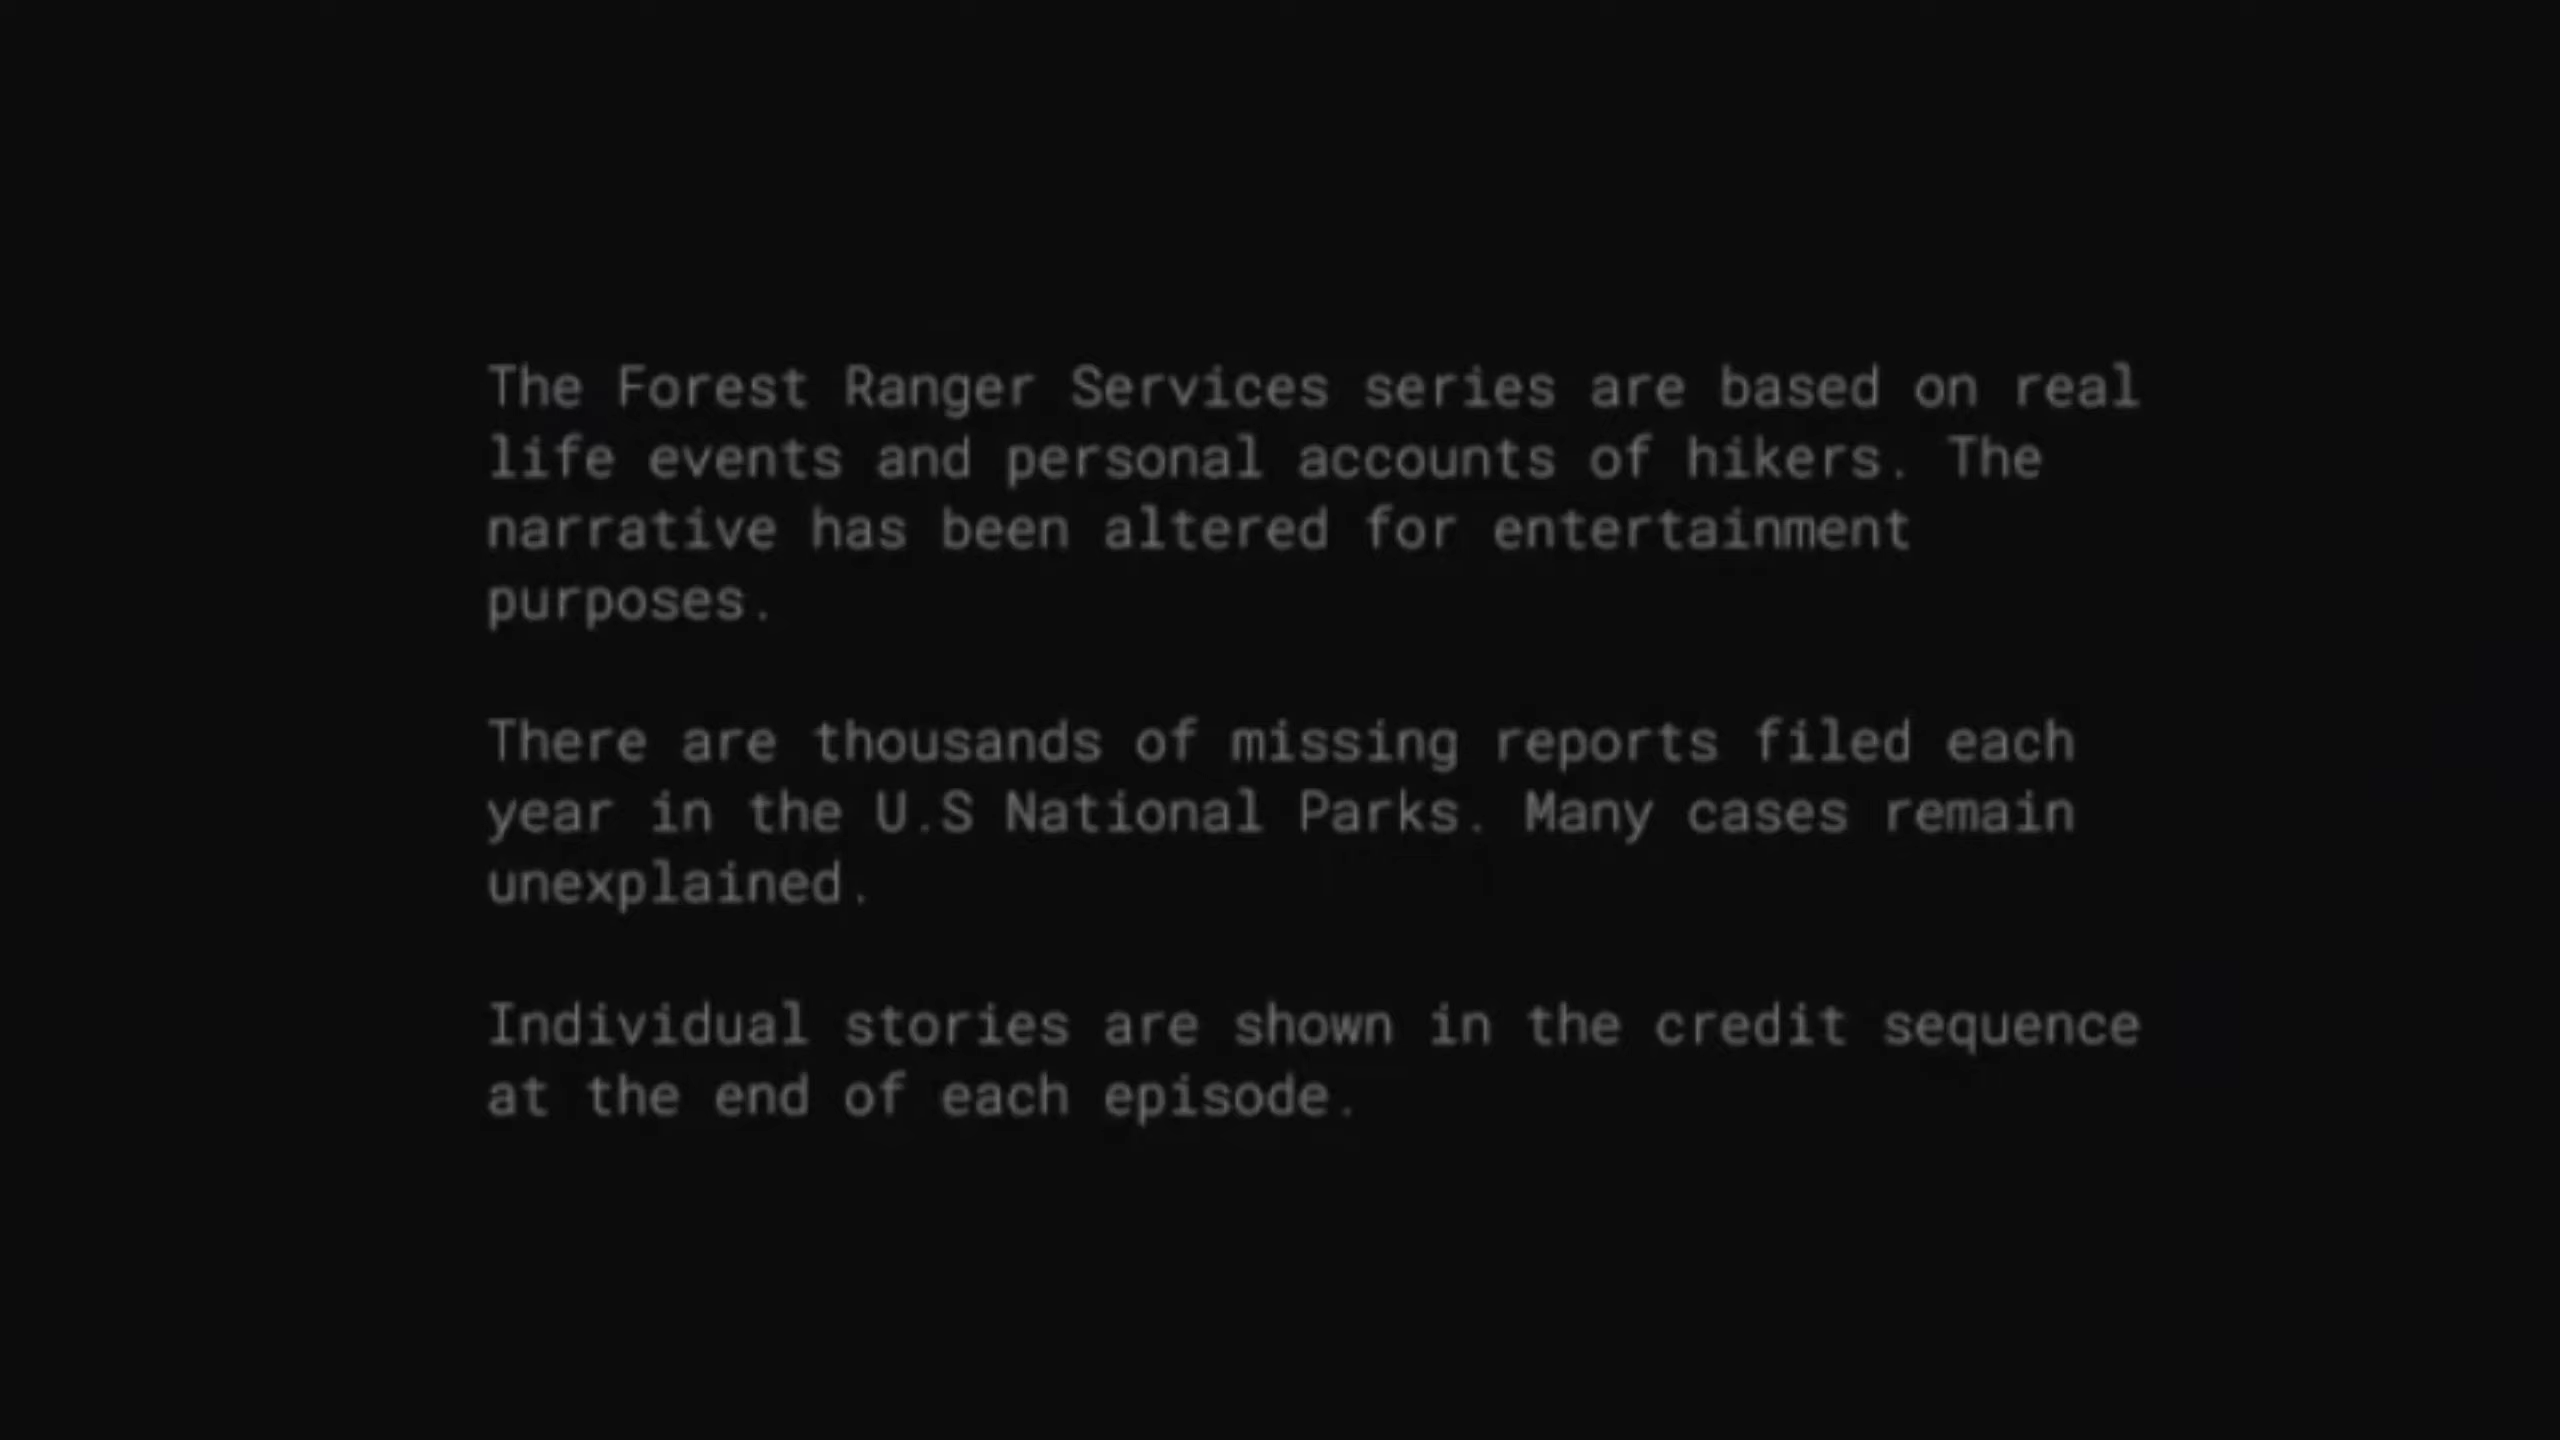 The Forest Ranger Services series are based on real
life events and personal accounts of hikers. The
narrative has been altered for entertainment
purposes.
There are thousands of missing reports filed each
year in the U.S National Parks. Many cases remain
unexplained.
Individual stories are shown in the credit sequence
at the end of each episode.